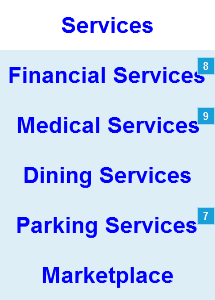 Services
Financial Services 8
Medical Services 9
Dining Services
Parking Services 7
Marketplace